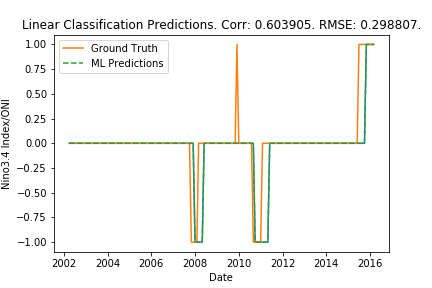 Linear Classification Predictions. Corr: 0.603905. RMSE: 0.298807.
Ground Truth
ML Predictions
Nino3.4 Index/ONI
1.00
0.75
0.50
0.25
0.00
−0.25
−0.50
−0.75
−1.00
2002 2004 2006 2008 2010 2012 2014 2016
Date